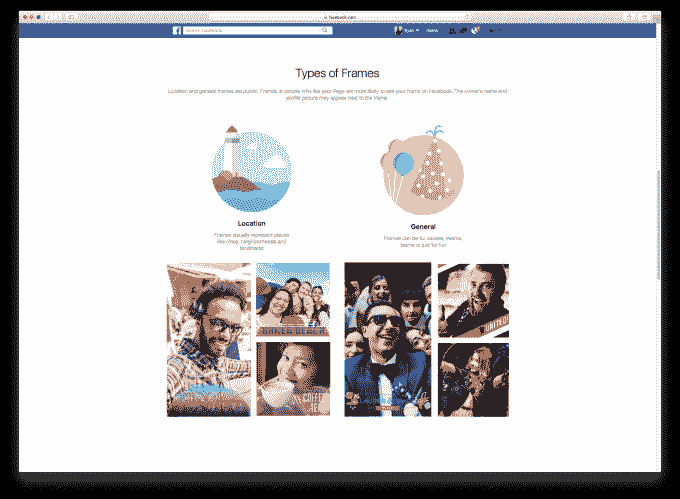 facebook.com
Search Facebook
Home
Types of Frames
Location and general frames are public. Friends or people who like your Page are more likely to see your frame on Facebook. The owner's name and
profile picture may appear next to the frame.
Location
Frames visually represent places
like cities, neighborhoods and
landmarks
General
Frames can be for causes, events,
teams or just for fun
BAKER BEACH
COFFEE
UNITED